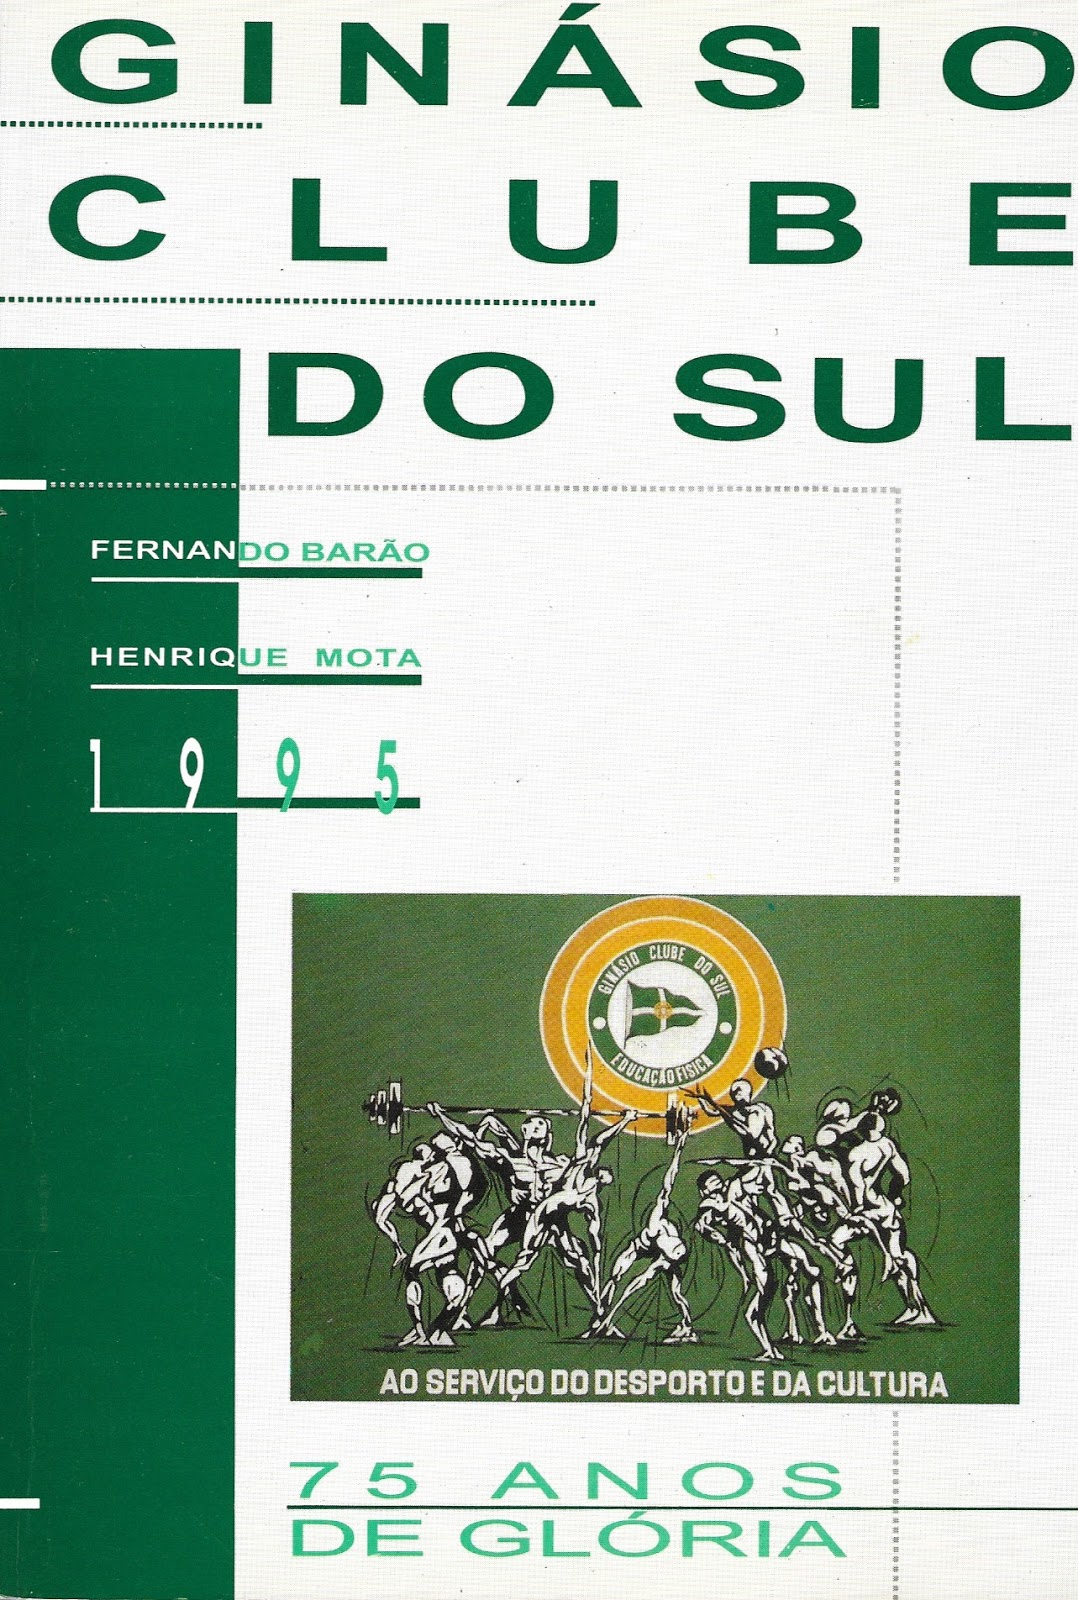 GINÁSIO
CLUBE
DO SUL
FERNANDO BARÃO
HENRIQUE MOTA
1995
GINÁSIO CLUBE DO SUL
EDUCAÇÃO FISICA
AO SERVIÇO DO DESPORTO E DA CULTURA
75 ANOS
DE GLÓRIA